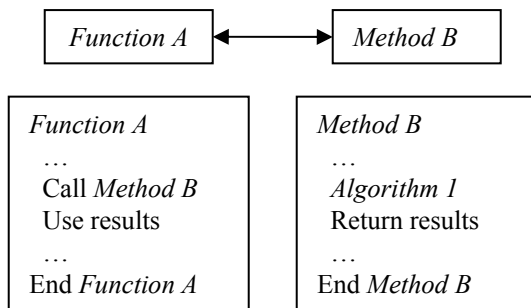 Function A
Method B
Function A
…
Call Method B
Use results
…
End Function A
Method B
…
Algorithm 1
Return results
…
End Method B